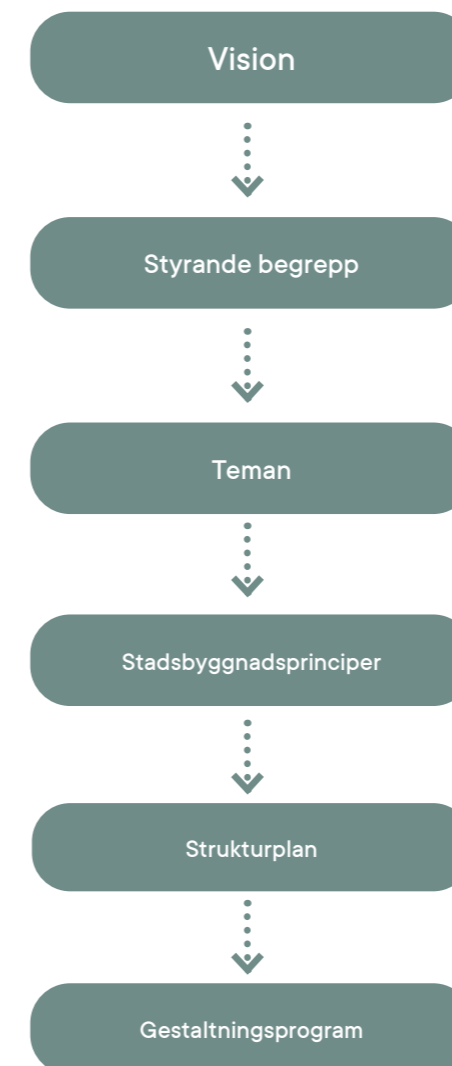 Vision
Styrande begrepp
Teman
Stadsbyggnadsprinciper
Strukturplan
Gestaltningsprogram